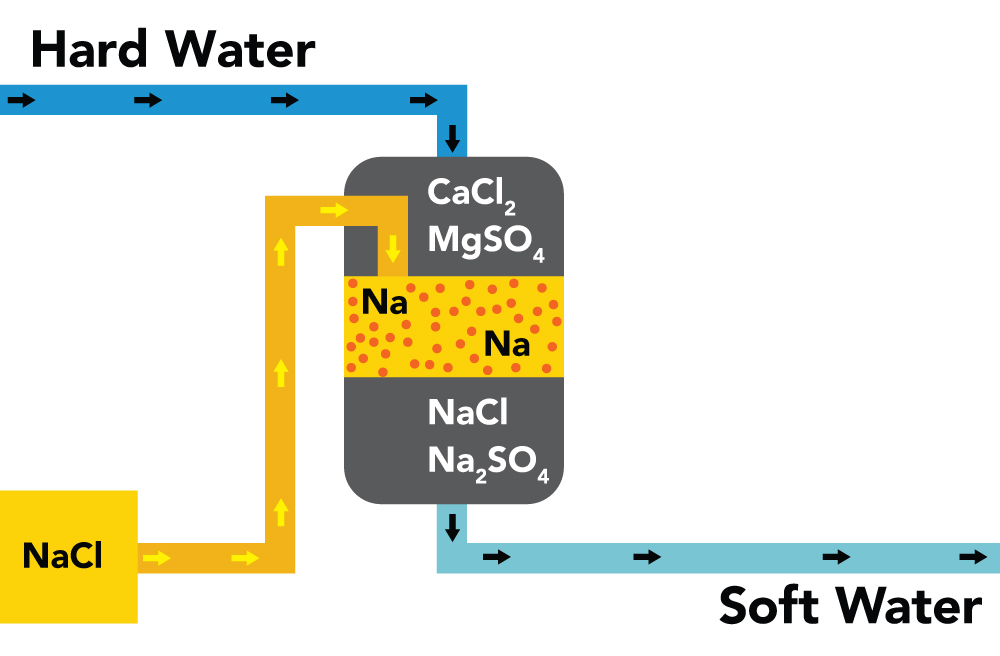 Hard Water
CaCl₂
MgSO₄
Na
Na
NaCl
Na₂SO₄
NaCl
Soft Water